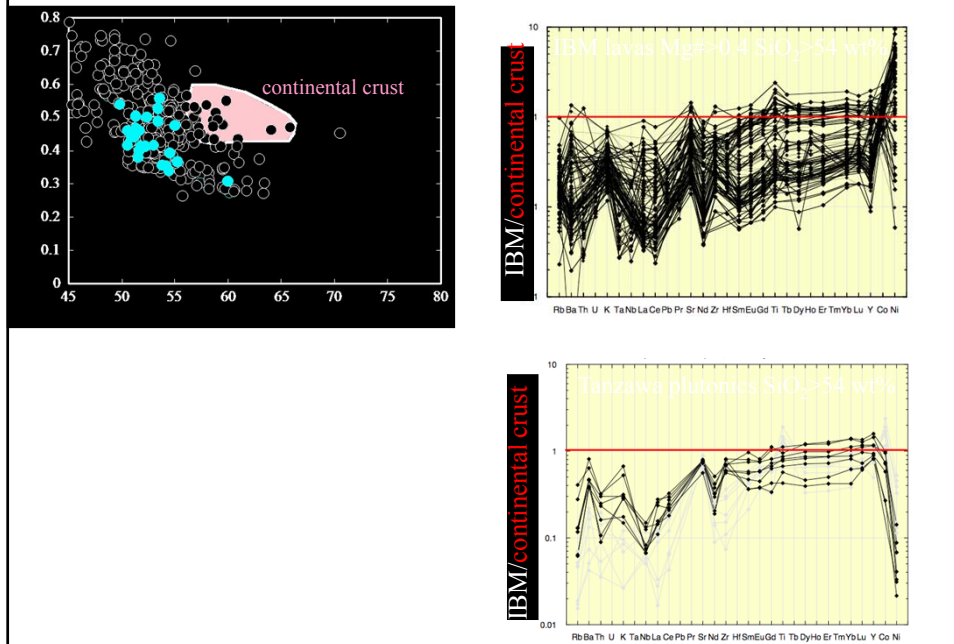 0.8
0.7
0.6
0.5
0.4
0.3
0.2
0.1
0
45 50 55 60 65 70 75 80
continental crust
IBM/continental crust
IBM lavas Mg#>0.4 SiO2>54 wt%
10
1
1
1
Rb Ba Th U K Ta Nb La Ce Pb Pr Sr Nd Zr Hf Sm Eu Gd Ti Tb Dy Ho Er Tm Yb Lu Y Co Ni
IBM/continental crust
Tanzawa plutonics SiO2>54 wt%
10
1
0.1
0.01
Rb Ba Th U K Ta Nb La Ce Pb Pr Sr Nd Zr Hf Sm Eu Gd Ti Tb Dy Ho Er Tm Yb Lu Y Co Ni